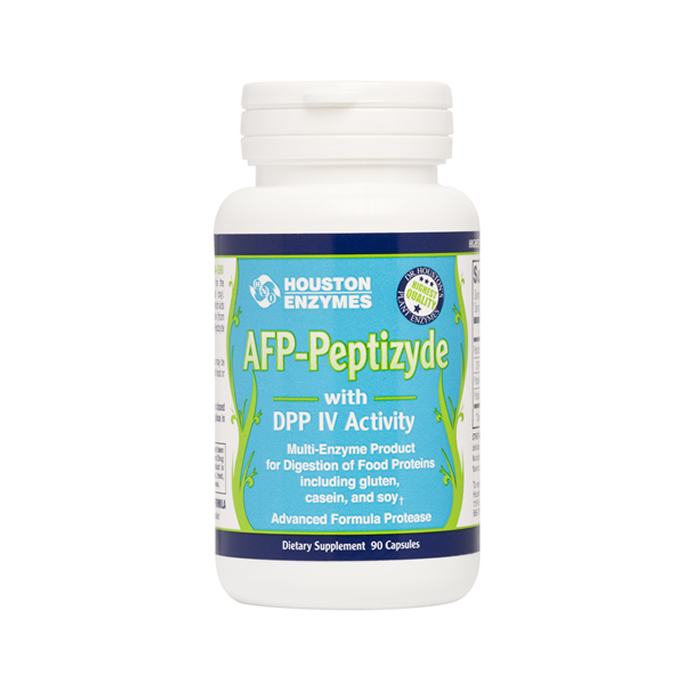 HOUSTON
ENZYMES
DR. HOUSTON'S
HIGHEST
QUALITY
PLANT ENZYMES
AFP-Peptizyde
with
DPP IV Activity
Multi-Enzyme Product
for Digestion of Food Proteins
including gluten,
casein, and soy†
Advanced Formula Protease
Dietary Supplement 90 Capsules